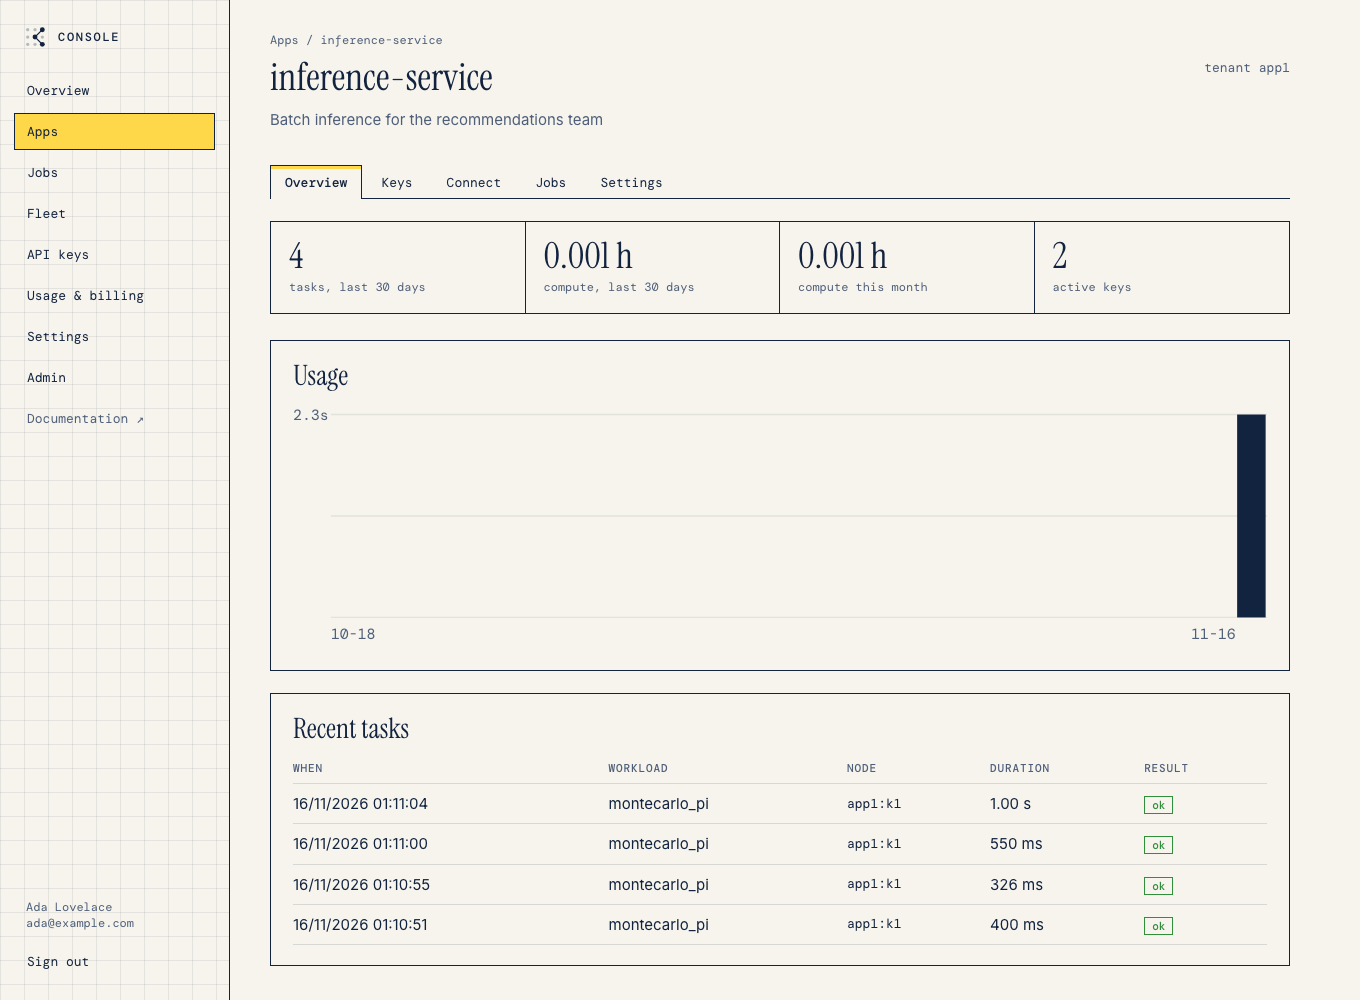 CONSOLE
Overview
Apps
Jobs
Fleet
API keys
Usage & billing
Settings
Admin
Documentation ↗
Ada Lovelace
ada@example.com
Sign out
Apps / inference-service
inference-service
tenant app1
Batch inference for the recommendations team
Overview Keys Connect Jobs Settings
4 0.001 h 0.001 h 2
tasks, last 30 days compute, last 30 days compute this month active keys
Usage
2.3s
10-18 11-16
Recent tasks
WHEN WORKLOAD NODE DURATION RESULT
16/11/2026 01:11:04 montecarlo_pi app1:k1 1.00 s ok
16/11/2026 01:11:00 montecarlo_pi app1:k1 550 ms ok
16/11/2026 01:10:55 montecarlo_pi app1:k1 326 ms ok
16/11/2026 01:10:51 montecarlo_pi app1:k1 400 ms ok